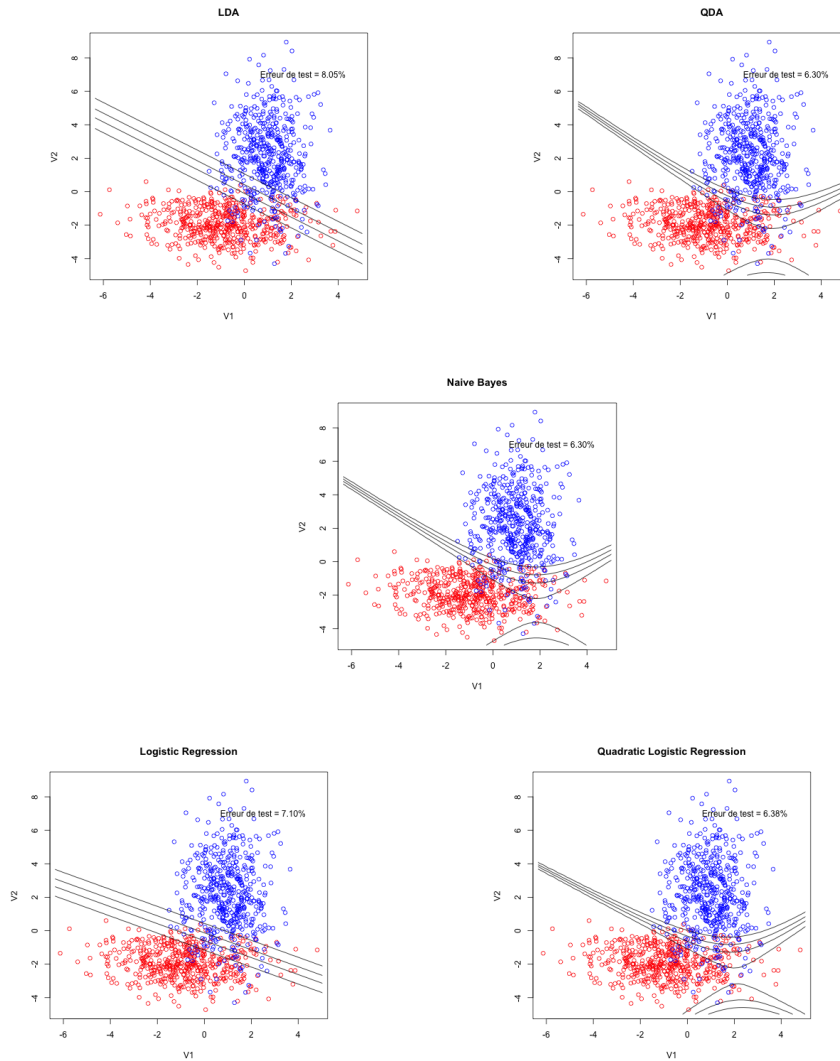 LDA
Erreur de test = 8.05%
V2
8
6
4
2
0
-2
-4
-6 -4 -2 0 2 4
V1
QDA
Erreur de test = 6.30%
V2
8
6
4
2
0
-2
-4
-6 -4 -2 0 2 4
V1
Naive Bayes
Erreur de test = 6.30%
V2
8
6
4
2
0
-2
-4
-6 -4 -2 0 2 4
V1
Logistic Regression
Erreur de test = 7.10%
V2
8
6
4
2
0
-2
-4
-6 -4 -2 0 2 4
V1
Quadratic Logistic Regression
Erreur de test = 6.38%
V2
8
6
4
2
0
-2
-4
-6 -4 -2 0 2 4
V1